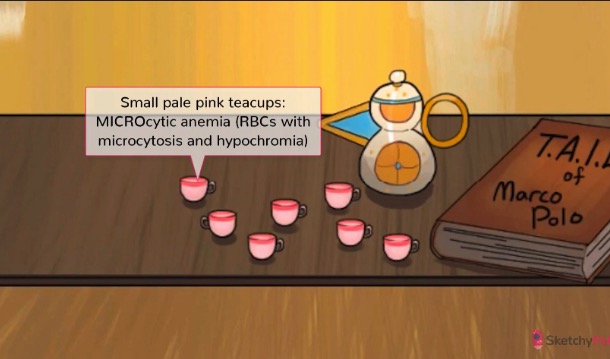 Small pale pink teacups:
MICROcytic anemia (RBCs with
microcytosis and hypochromia)
T.A.I.L
of
Marco
Polo
Sketchy